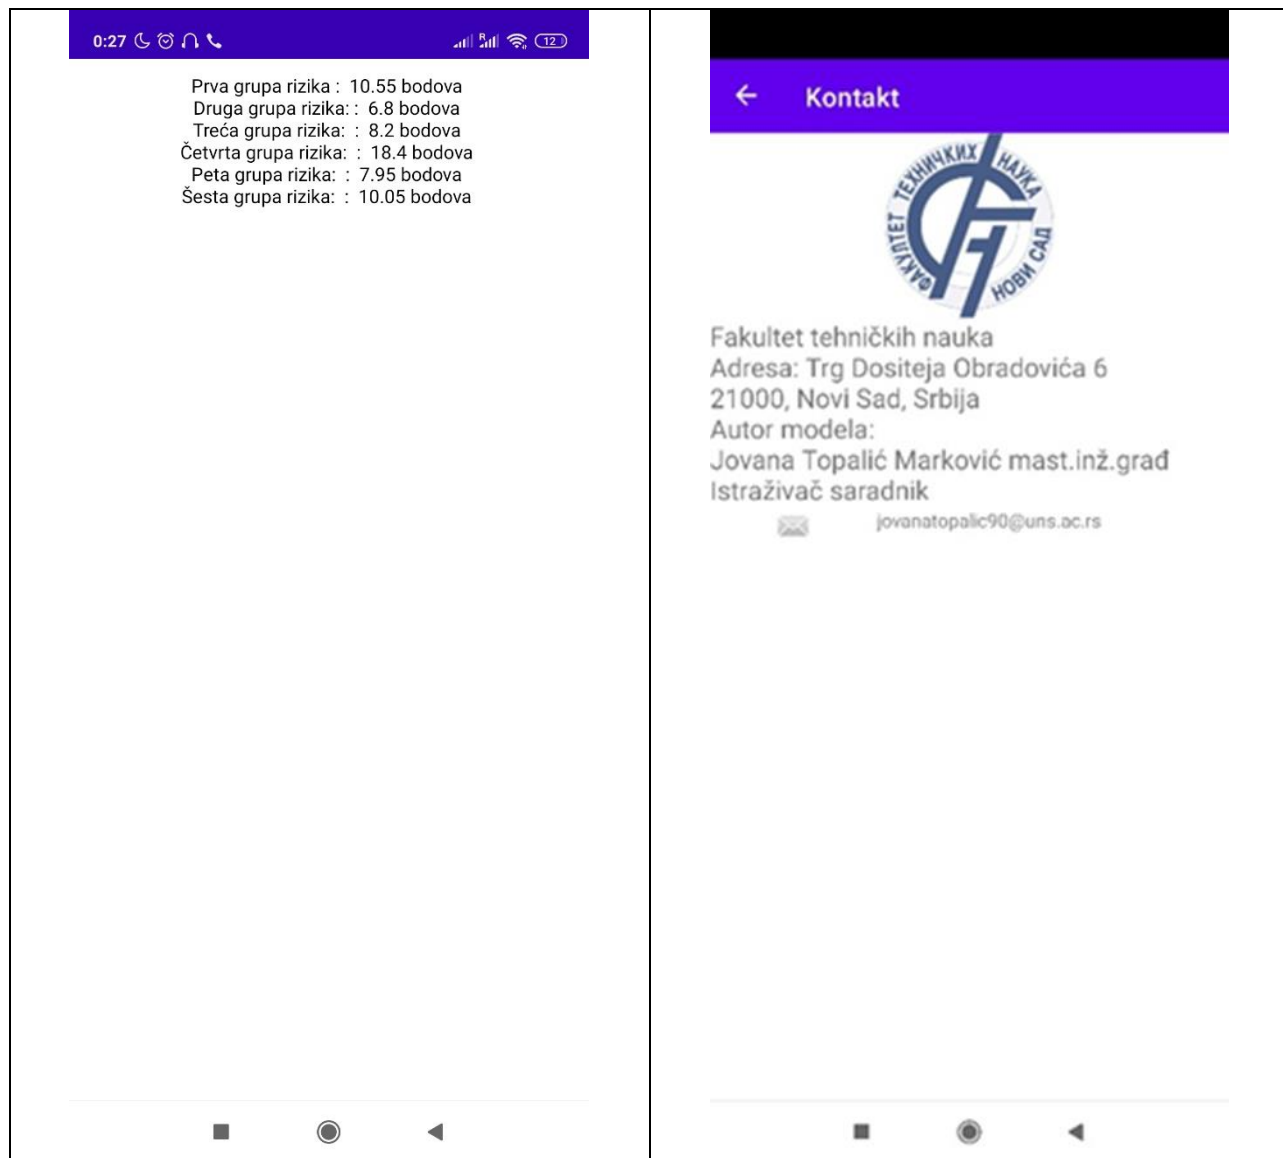 0:27
R
12
Prva grupa rizika :  10.55 bodova
Druga grupa rizika: :  6.8 bodova
Treća grupa rizika:  :  8.2 bodova
Četvrta grupa rizika:  :  18.4 bodova
Peta grupa rizika:  :  7.95 bodova
Šesta grupa rizika:  :  10.05 bodova
Kontakt
ФАКУЛТЕТ ТЕХНИЧКИХ НАУКА
НОВИ САД
Fakultet tehničkih nauka
Adresa: Trg Dositeja Obradovića 6
21000, Novi Sad, Srbija
Autor modela:
Jovana Topalić Marković mast.inž.građ
Istraživač saradnik
jovanatopalic90@uns.ac.rs